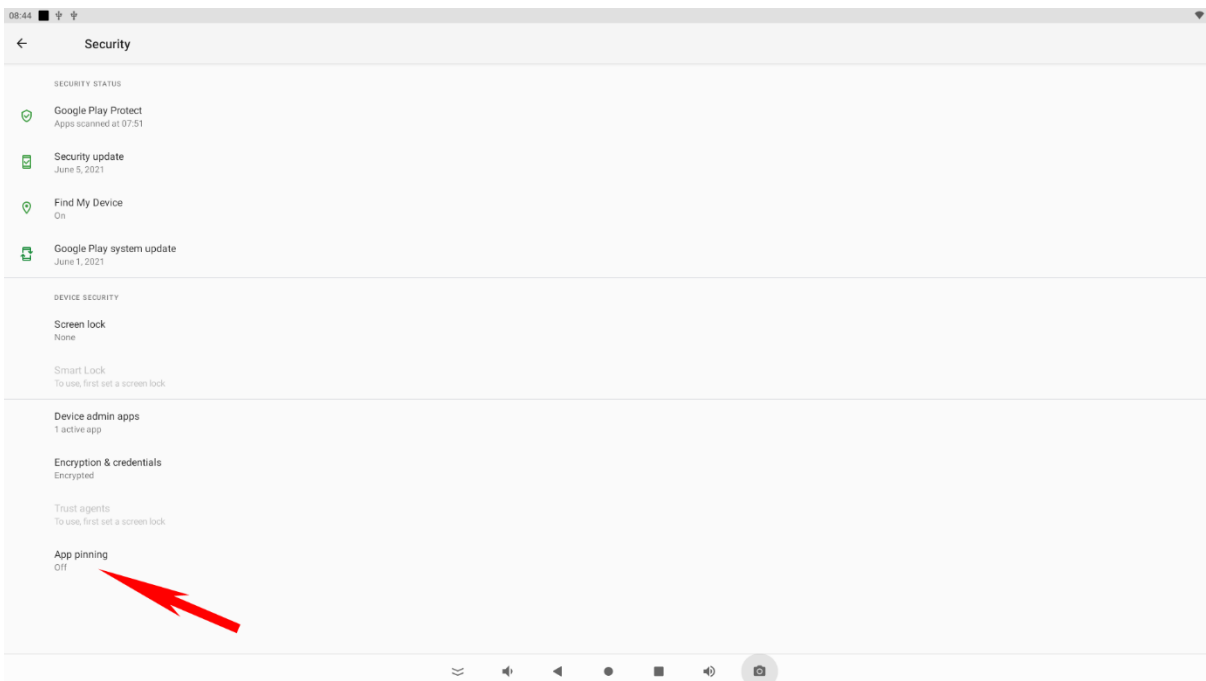 08:44
Security
SECURITY STATUS
Google Play Protect
Apps scanned at 07:51
Security update
June 5, 2021
Find My Device
On
Google Play system update
June 1, 2021
DEVICE SECURITY
Screen lock
None
Smart Lock
To use, first set a screen lock
Device admin apps
1 active app
Encryption & credentials
Encrypted
Trust agents
To use, first set a screen lock
App pinning
Off